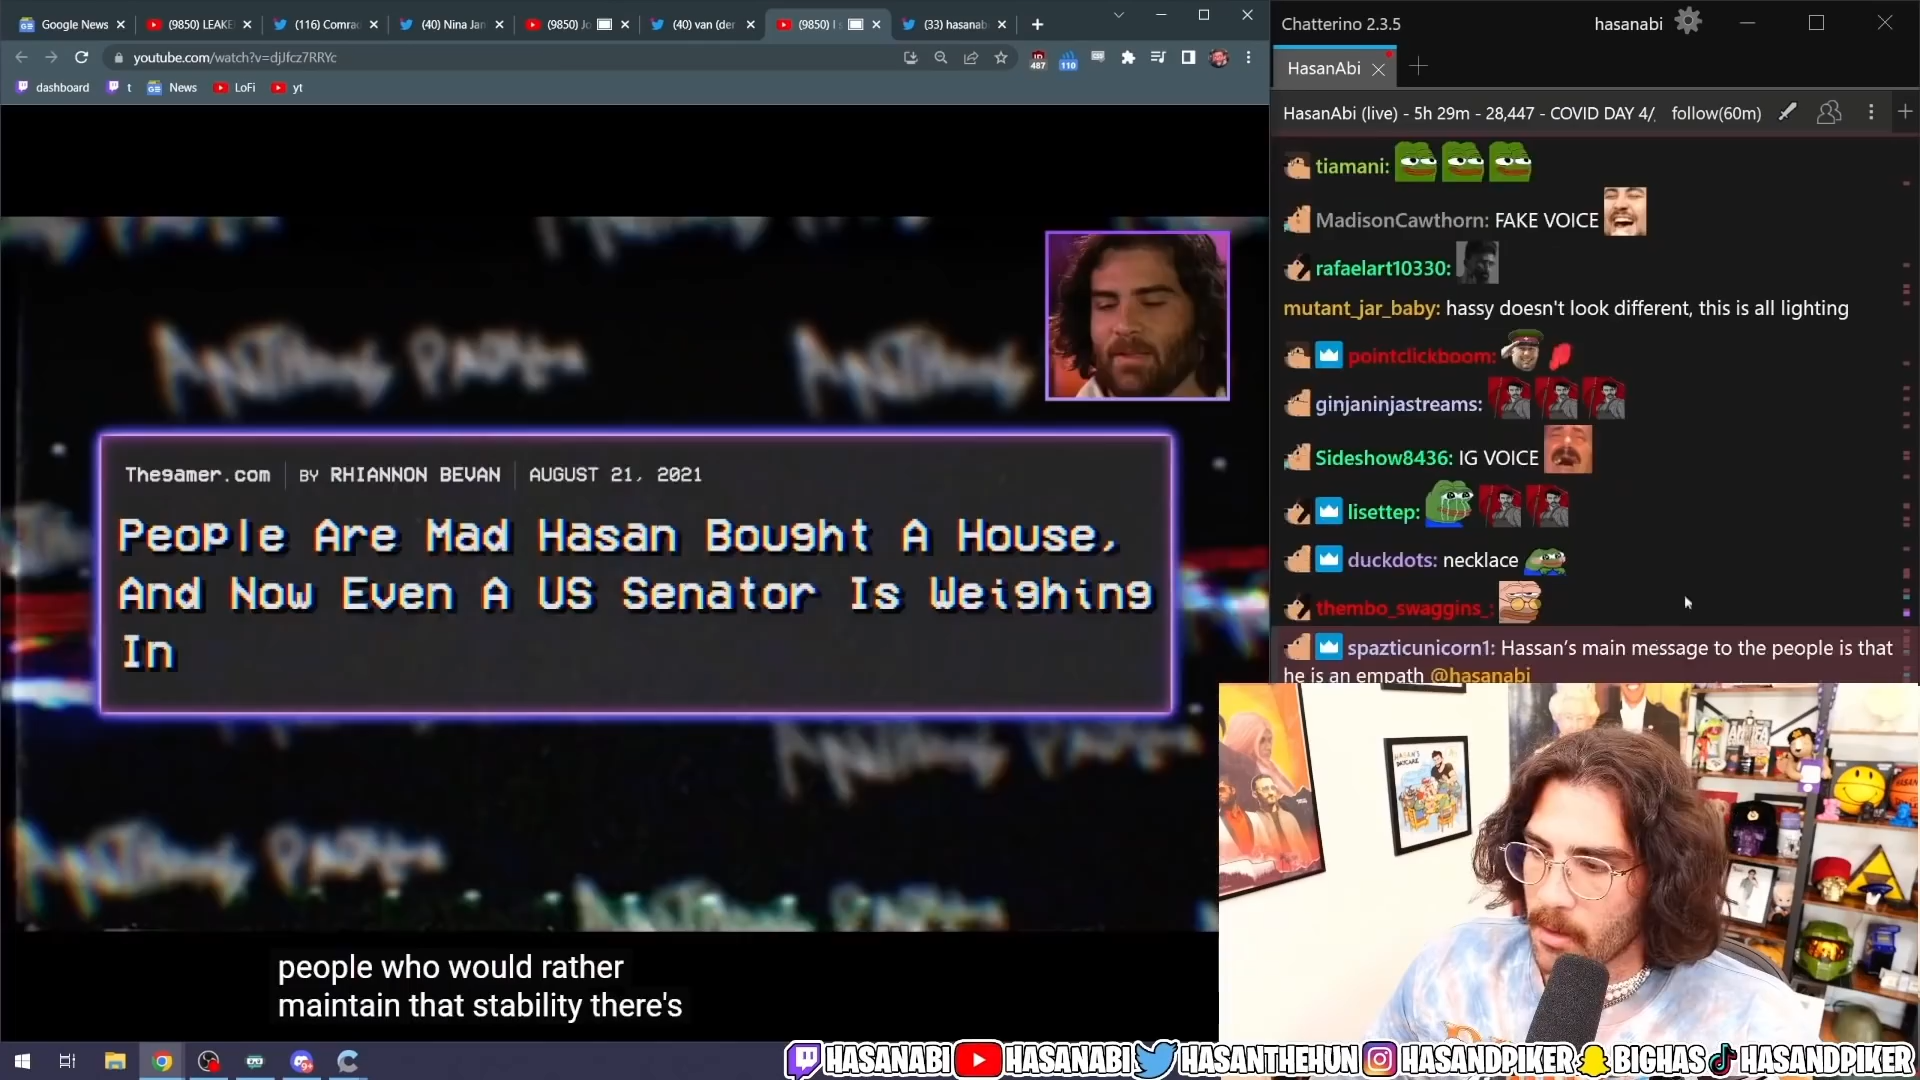 Google News
(9850) LEAKE
(116) Comrad
(40) Nina Jan
(9850) Jo
(40) van (der
(9850) I s
(33) hasanab
youtube.com/watch?v=djJfcz7RRYc
487
110
dashboard
t
News
LoFi
yt
Thegamer.com
BY RHIANNON BEVAN
AUGUST 21, 2021
People Are Mad Hasan Bought A House,
And Now Even A US Senator Is Weighing
In
people who would rather
maintain that stability there's
Chatterino 2.3.5
hasanabi
HasanAbi
HasanAbi (live) - 5h 29m - 28,447 - COVID DAY 4/
follow(60m)
tiamani:
MadisonCawthorn: FAKE VOICE
rafaelart10330:
mutant_jar_baby: hassy doesn't look different, this is all lighting
pointclickboom:
ginjaninjastreams:
Sideshow8436: IG VOICE
lisettep:
duckdots: necklace
thembo_swaggins_:
spazticunicorn1: Hassan's main message to the people is that
he is an empath @hasanabi
HASANABI HASANABI HASANTHEHUN HASANDPIKER BIGHAS HASANDPIKER